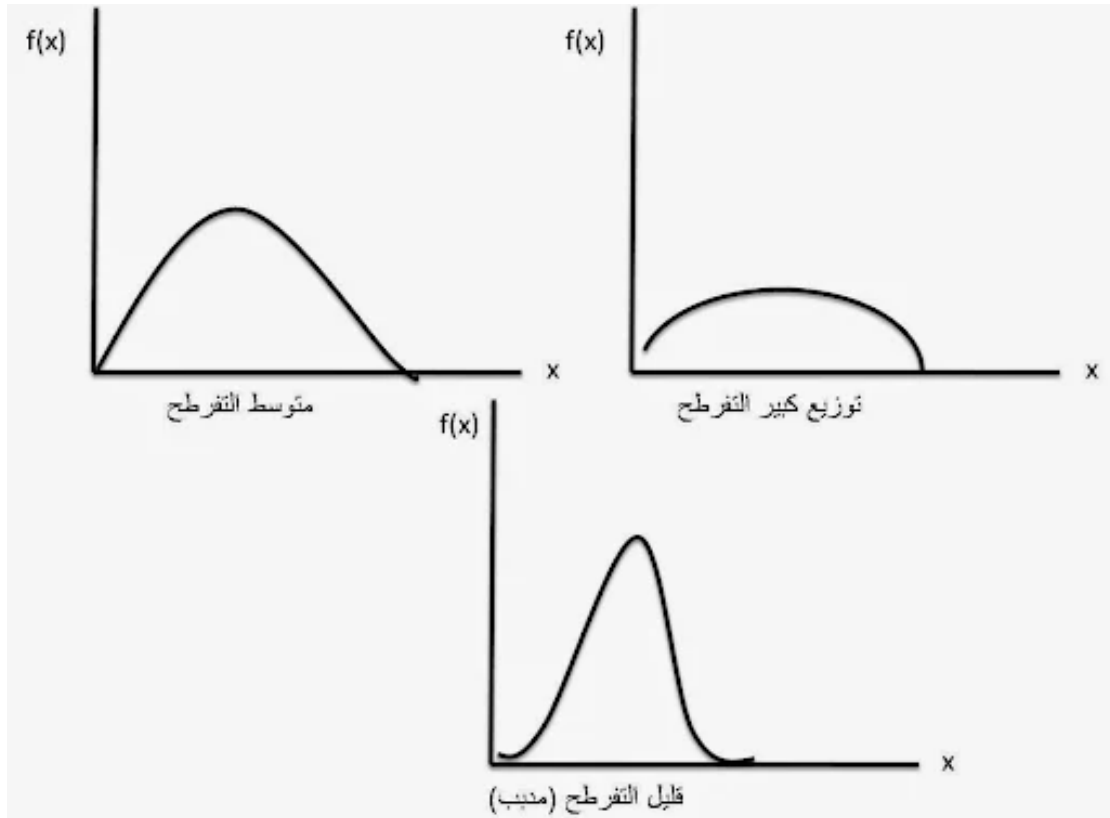 f(x)
f(x)
x
x
متوسط التفرطح
توزيع كبير التفرطح
f(x)
x
قليل التفرطح (مدبب)